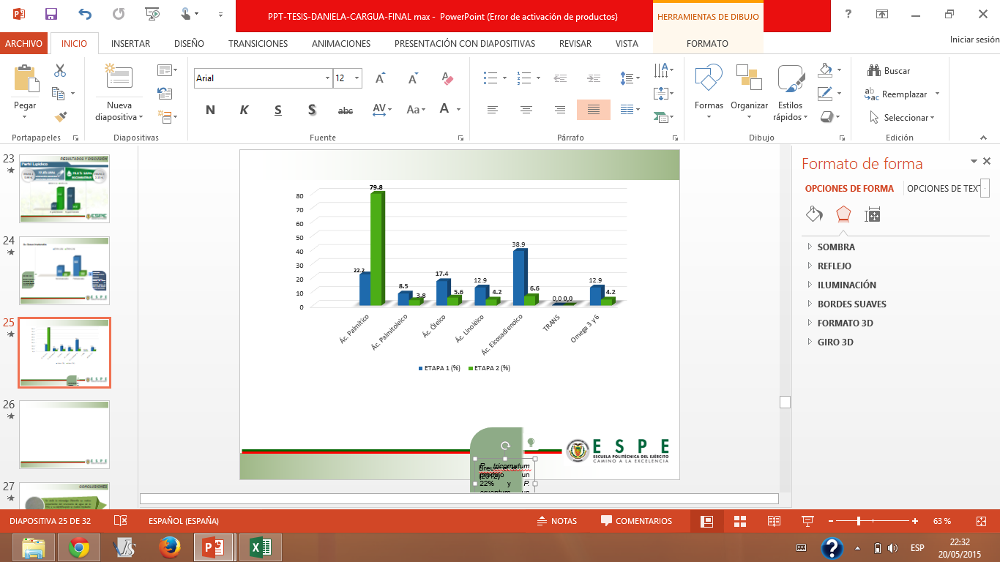 PPT-TESIS-DANIELA-CARGUA-FINAL max - PowerPoint (Error de activación de productos)
HERRAMIENTAS DE DIBUJO
ARCHIVO INICIO INSERTAR DISEÑO TRANSICIONES ANIMACIONES PRESENTACIÓN CON DIAPOSITIVAS REVISAR VISTA FORMATO
Iniciar sesión
Pegar
Nueva
diapositiva
Arial 12
N K S S abc AV Aa A
Formas Organizar Estilos
rápidos
Buscar
Reemplazar
Seleccionar
Portapapeles Diapositivas Fuente Párrafo Dibujo Edición
23
RESULTADOS Y DISCUSIÓN
24
25
26
27
CONCLUSIONES
80
70
60
50
40
30
20
10
0
22.2 79.8
8.5 3.8
17.4 5.6
12.9 4.2
38.9 6.6
0,0 0,0
12.9 4.2
Ác. Palmítico
Ác. Palmitoleico
Ác. Óleico
Ác. Linoléico
Ác. Eicosadienoico
TRANS
Omega 3 y 6
ETAPA 1 (%) ETAPA 2 (%)
P. tricornutum
un
22% y P.
cruentum un
(2012)
ESPE
ESCUELA POLITÉCNICA DEL EJÉRCITO
CAMINO A LA EXCELENCIA
Formato de forma
OPCIONES DE FORMA OPCIONES DE TEXT
SOMBRA
REFLEJO
ILUMINACIÓN
BORDES SUAVES
FORMATO 3D
GIRO 3D
DIAPOSITIVA 25 DE 32 ESPAÑOL (ESPAÑA) NOTAS COMENTARIOS 63 %
ESP
22:32
20/05/2015